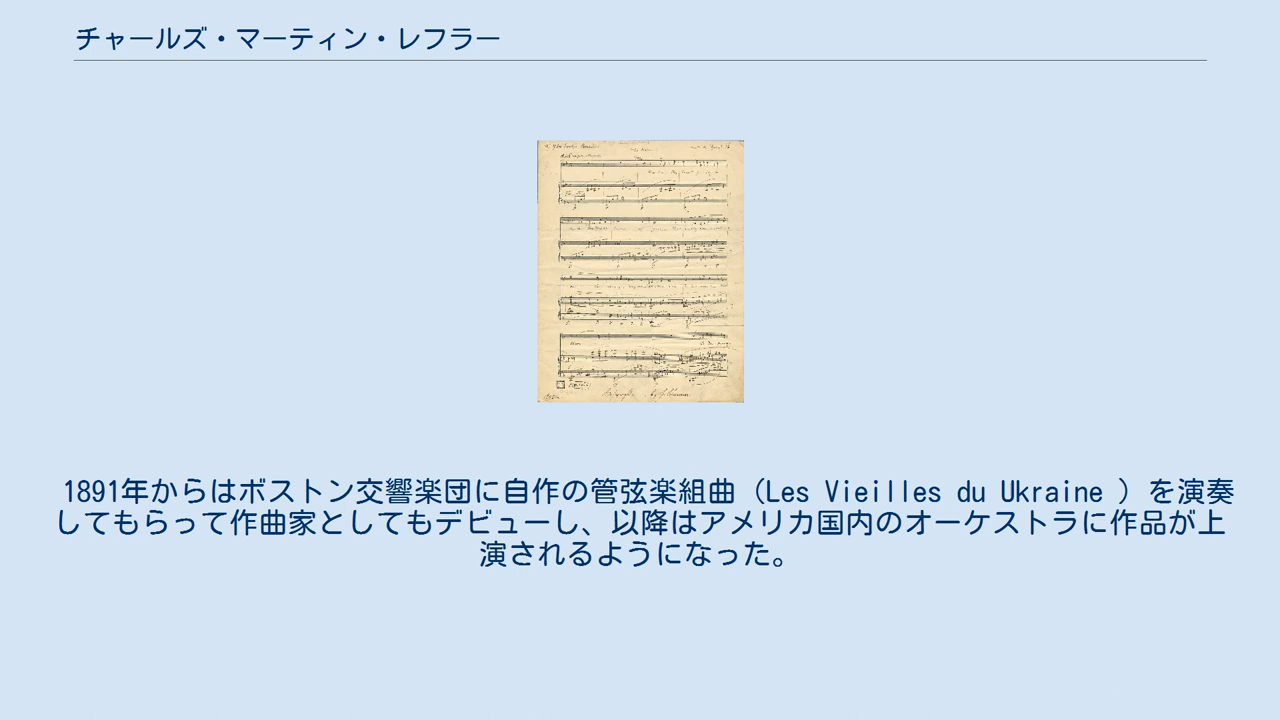 チャールズ・マーティン・レフラー
1891年からはボストン交響楽団に自作の管弦楽組曲（Les Vieilles du Ukraine ）を演奏
してもらって作曲家としてもデビューし、以降はアメリカ国内のオーケストラに作品が上
演されるようになった。